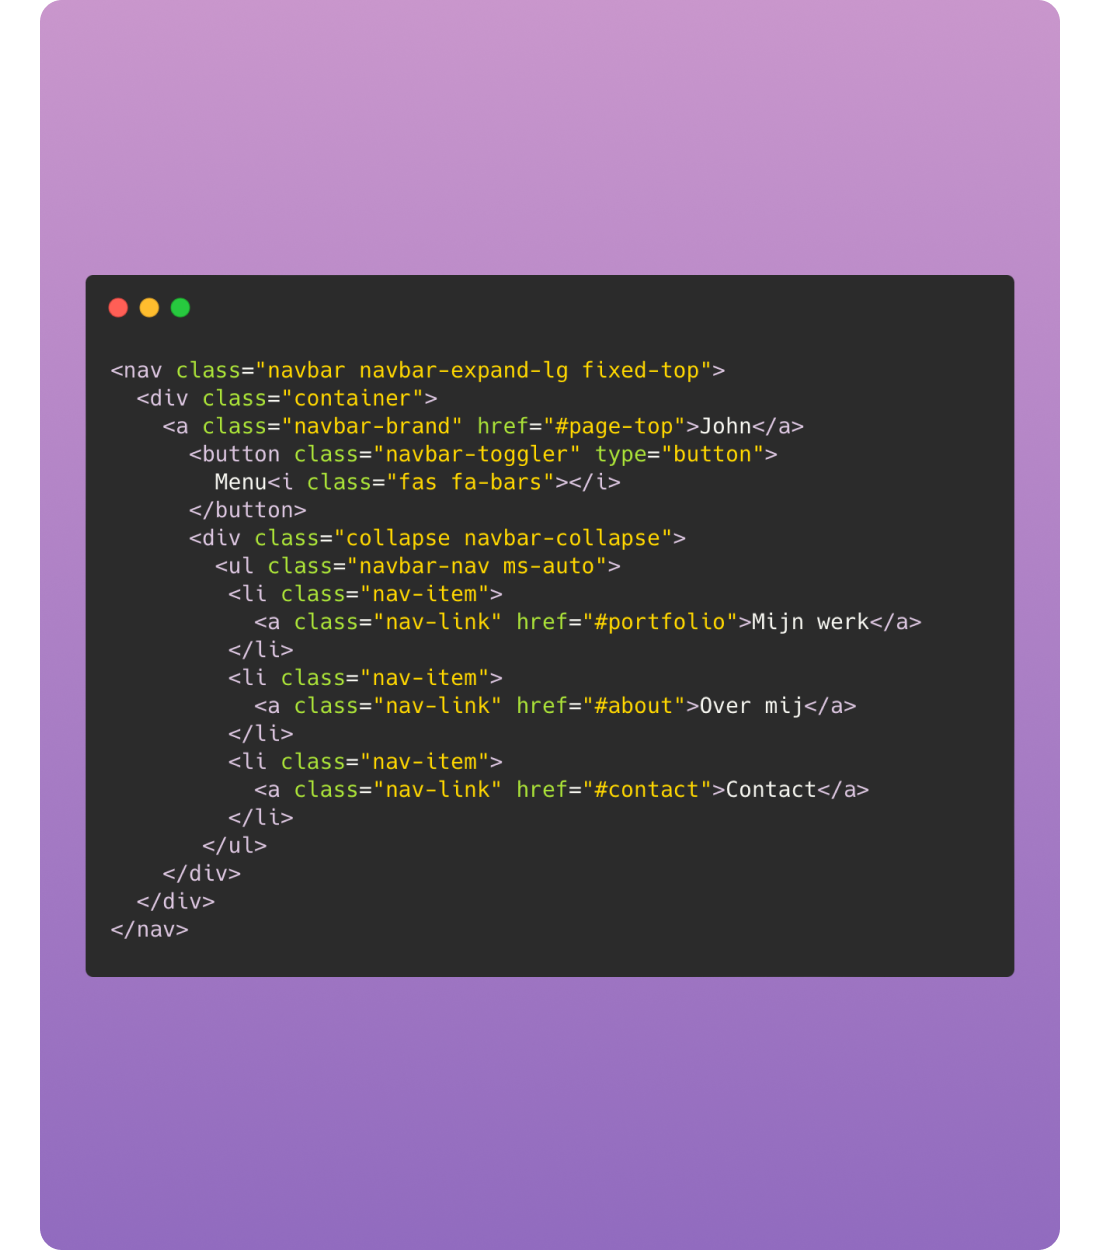 <nav class="navbar navbar-expand-lg fixed-top">
  <div class="container">
    <a class="navbar-brand" href="#page-top">John</a>
      <button class="navbar-toggler" type="button">
        Menu<i class="fas fa-bars"></i>
      </button>
      <div class="collapse navbar-collapse">
        <ul class="navbar-nav ms-auto">
         <li class="nav-item">
           <a class="nav-link" href="#portfolio">Mijn werk</a>
         </li>
         <li class="nav-item">
           <a class="nav-link" href="#about">Over mij</a>
         </li>
         <li class="nav-item">
           <a class="nav-link" href="#contact">Contact</a>
         </li>
       </ul>
    </div>
  </div>
</nav>